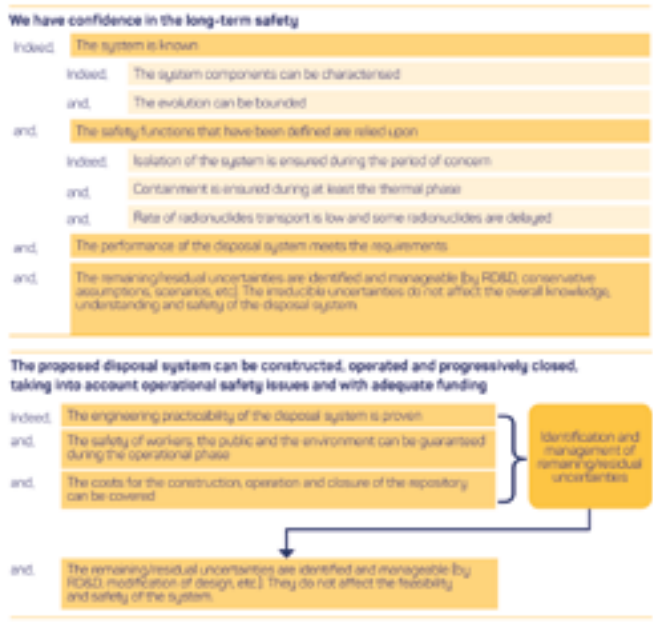 We have confidence in the long-term safety
Indeed, The system is known
Indeed, The system components can be characterised
and, The evolution can be bounded
and, The safety functions that have been defined are relied upon
Indeed, Isolation of the system is ensured during the period of concern
and, Containment is ensured during at least the thermal phase
and, Rate of radionuclides transport is low and some radionuclides are delayed
and, The performance of the disposal system meets the requirements
and, The remaining/residual uncertainties are identified and manageable (by RD&D, conservative
assumptions, scenarios, etc). The irreducible uncertainties do not affect the overall knowledge,
understanding and safety of the disposal system.
The proposed disposal system can be constructed, operated and progressively closed,
taking into account operational safety issues and with adequate funding
Indeed, The engineering practicability of the disposal system is proven
and, The safety of workers, the public and the environment can be guaranteed
during the operational phase
and, The costs for the construction, operation and closure of the repository
can be covered
Identification and
management of
remaining/residual
uncertainties
and, The remaining/residual uncertainties are identified and manageable (by
RD&D, modification of design, etc.). They do not affect the feasibility
and safety of the system.